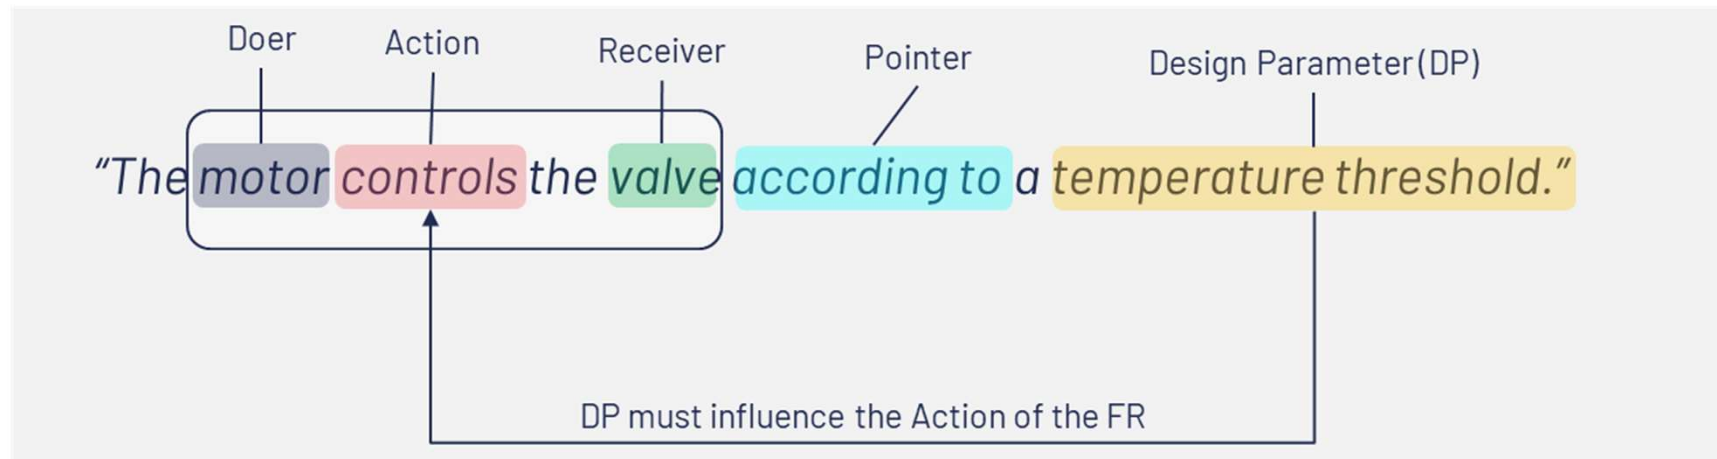 Doer Action Receiver Pointer Design Parameter (DP)
“The motor controls the valve according to a temperature threshold.”
DP must influence the Action of the FR